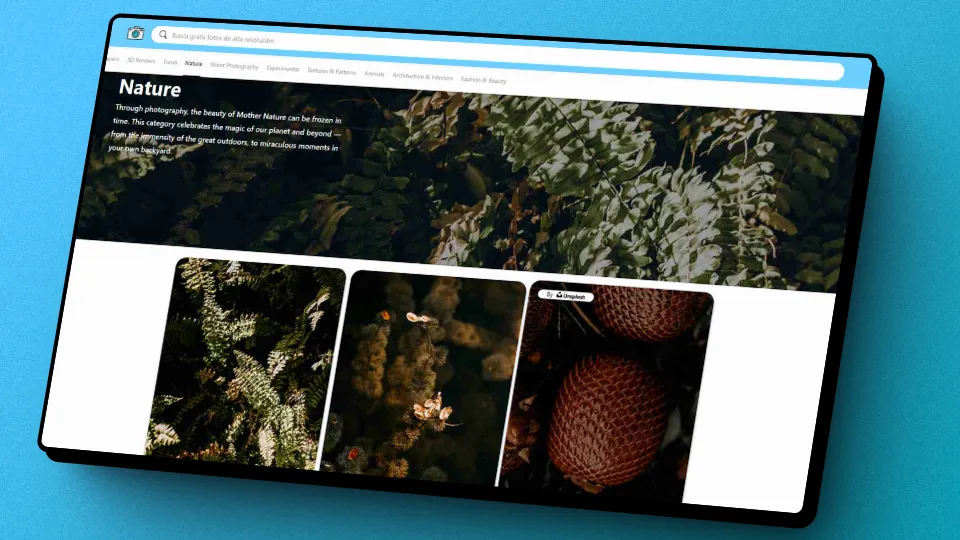 Busca gratis fotos de alta resolución
3D Renders Travel Nature Street Photography Experimental Textures & Patterns Animals Architecture & Interiors Fashion & Beauty
Nature
Through photography, the beauty of Mother Nature can be frozen in
time. This category celebrates the magic of our planet and beyond —
from the immensity of the great outdoors, to miraculous moments in
your own backyard.
By Unsplash